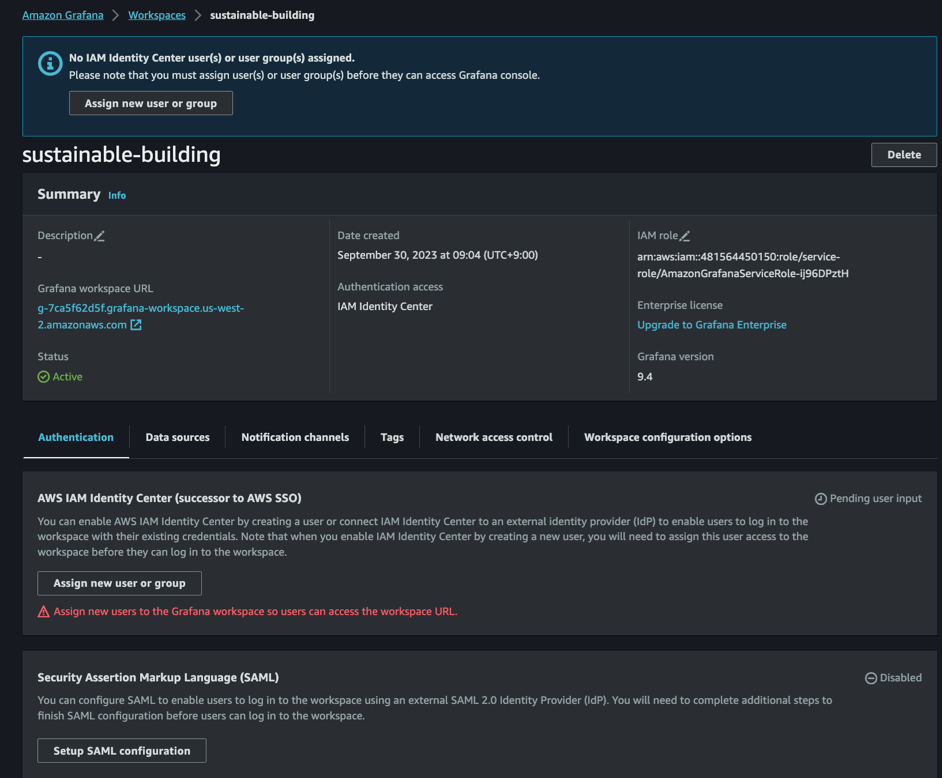 Amazon Grafana > Workspaces > sustainable-building
No IAM Identity Center user(s) or user group(s) assigned.
Please note that you must assign user(s) or user group(s) before they can access Grafana console.
Assign new user or group
sustainable-building
Delete
Summary Info
Description
-
Grafana workspace URL
g-7ca5f62d5f.grafana-workspace.us-west-
2.amazonaws.com
Status
Active
Date created
September 30, 2023 at 09:04 (UTC+9:00)
Authentication access
IAM Identity Center
IAM role
arn:aws:iam::481564450150:role/service-
role/AmazonGrafanaServiceRole-ij96DPztH
Enterprise license
Upgrade to Grafana Enterprise
Grafana version
9.4
Authentication Data sources Notification channels Tags Network access control Workspace configuration options
AWS IAM Identity Center (successor to AWS SSO)
Pending user input
You can enable AWS IAM Identity Center by creating a user or connect IAM Identity Center to an external identity provider (IdP) to enable users to log in to the
workspace with their existing credentials. Note that when you enable IAM Identity Center by creating a new user, you will need to assign this user access to the
workspace before they can log in to the workspace.
Assign new user or group
Assign new users to the Grafana workspace so users can access the workspace URL.
Security Assertion Markup Language (SAML)
Disabled
You can configure SAML to enable users to log in to the workspace using an external SAML 2.0 Identity Provider (IdP). You will need to complete additional steps to
finish SAML configuration before users can log in to the workspace.
Setup SAML configuration